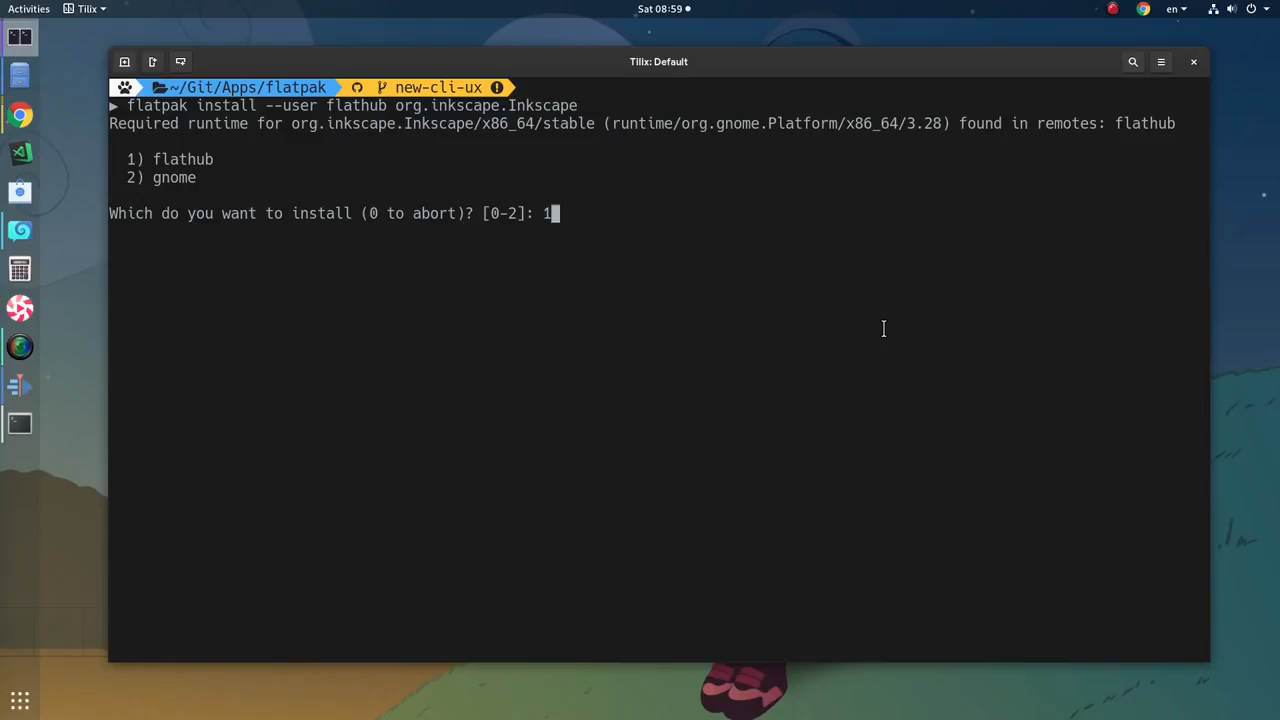 Activities Tilix Sat 08:59 en
Tilix: Default
~/Git/Apps/flatpak new-cli-ux
▶ flatpak install --user flathub org.inkscape.Inkscape
Required runtime for org.inkscape.Inkscape/x86_64/stable (runtime/org.gnome.Platform/x86_64/3.28) found in remotes: flathub
1) flathub
2) gnome
Which do you want to install (0 to abort)? [0-2]: 1